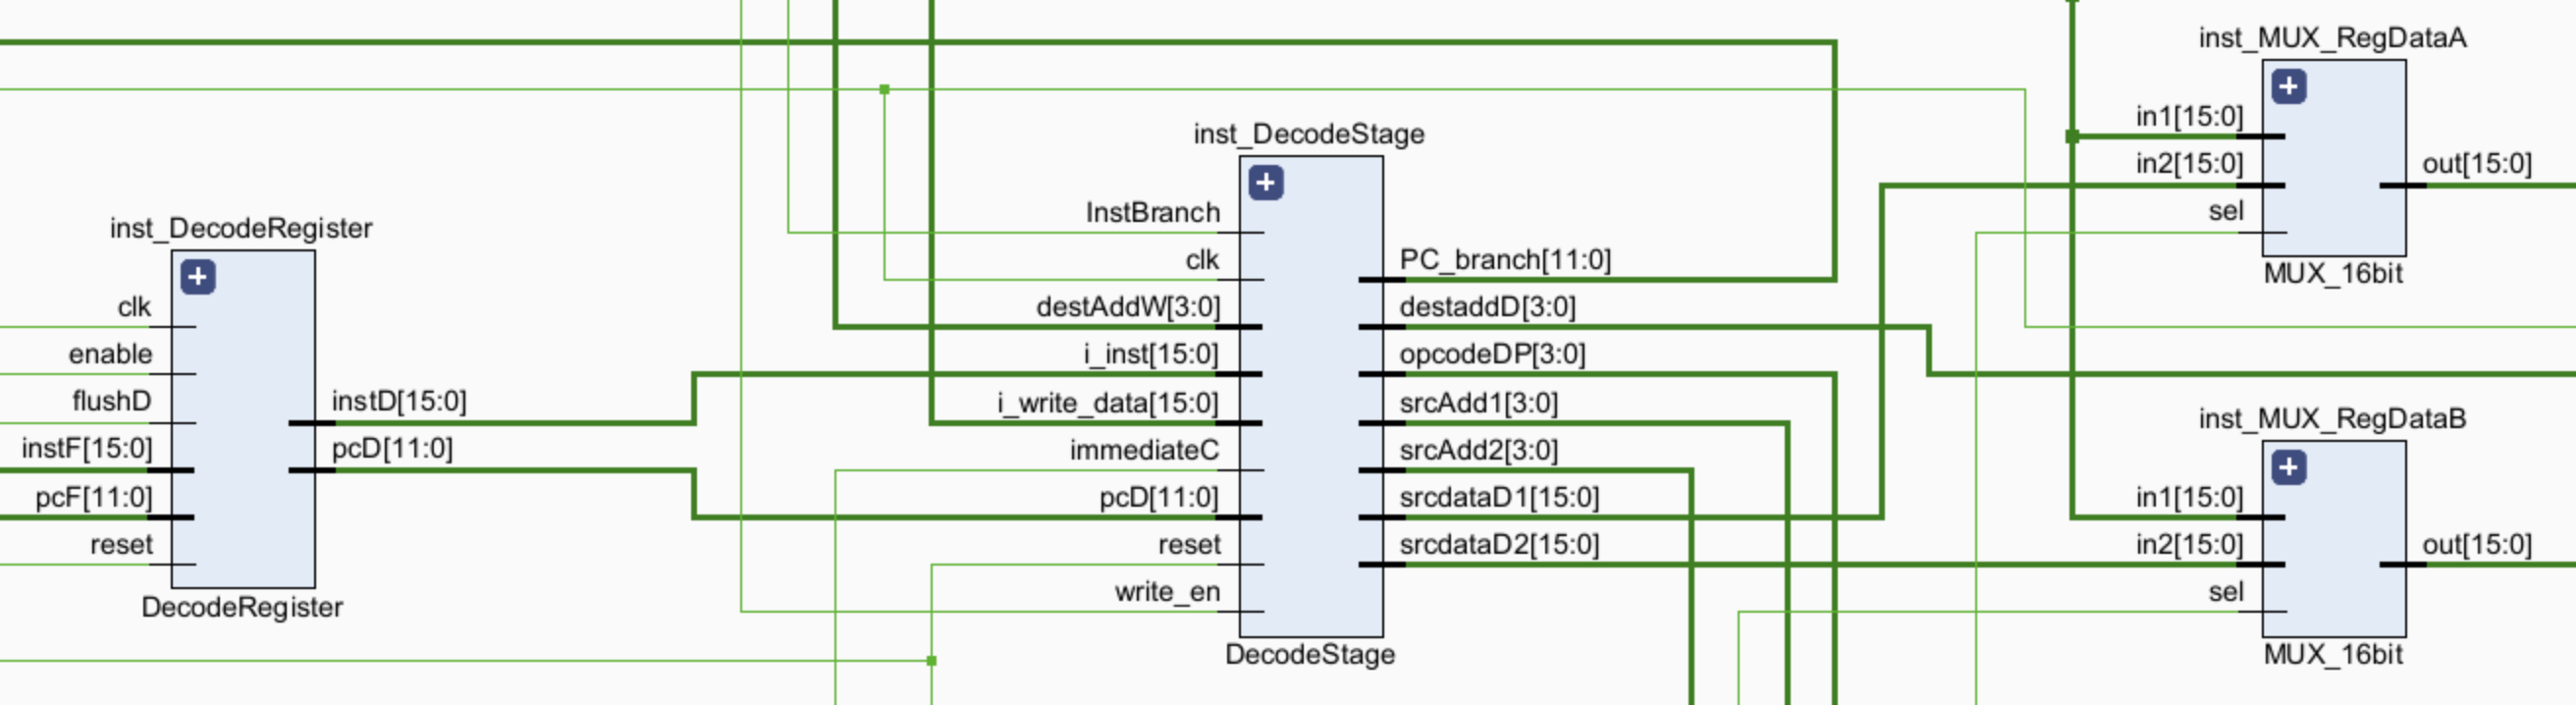 inst_DecodeRegister
clk
enable
flushD
instF[15:0]
pcF[11:0]
reset
instD[15:0]
pcD[11:0]
DecodeRegister
inst_DecodeStage
InstBranch
clk
destAddW[3:0]
i_inst[15:0]
i_write_data[15:0]
immediateC
pcD[11:0]
reset
write_en
PC_branch[11:0]
destaddD[3:0]
opcodeDP[3:0]
srcAdd1[3:0]
srcAdd2[3:0]
srcdataD1[15:0]
srcdataD2[15:0]
DecodeStage
inst_MUX_RegDataA
in1[15:0]
in2[15:0]
sel
out[15:0]
MUX_16bit
inst_MUX_RegDataB
in1[15:0]
in2[15:0]
sel
out[15:0]
MUX_16bit